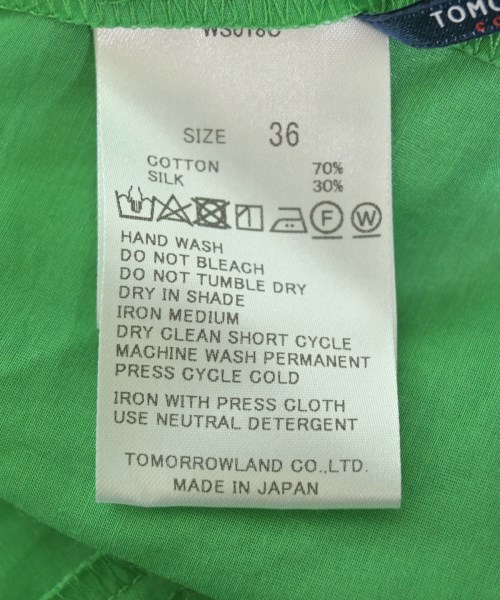 SIZE 36
COTTON 70%
SILK 30%
F W
HAND WASH
DO NOT BLEACH
DO NOT TUMBLE DRY
DRY IN SHADE
IRON MEDIUM
DRY CLEAN SHORT CYCLE
MACHINE WASH PERMANENT
PRESS CYCLE COLD
IRON WITH PRESS CLOTH
USE NEUTRAL DETERGENT
TOMORROWLAND CO.,LTD.
MADE IN JAPAN